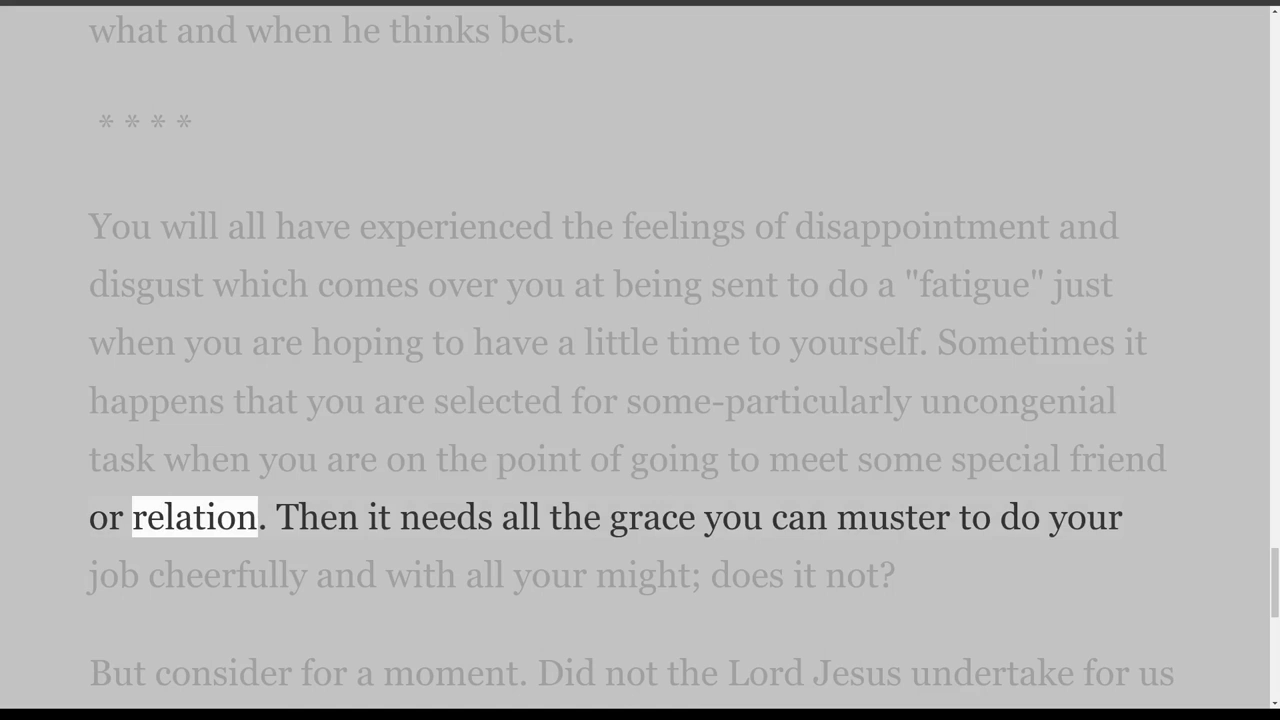 what and when he thinks best.
* * * *
You will all have experienced the feelings of disappointment and
disgust which comes over you at being sent to do a "fatigue" just
when you are hoping to have a little time to yourself. Sometimes it
happens that you are selected for some-particularly uncongenial
task when you are on the point of going to meet some special friend
or relation. Then it needs all the grace you can muster to do your
job cheerfully and with all your might; does it not?
But consider for a moment. Did not the Lord Jesus undertake for us